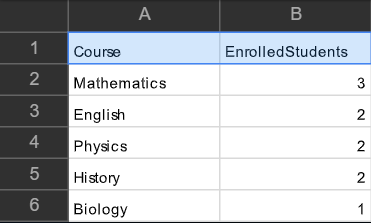 A B
1 Course EnrolledStudents
2 Mathematics 3
3 English 2
4 Physics 2
5 History 2
6 Biology 1